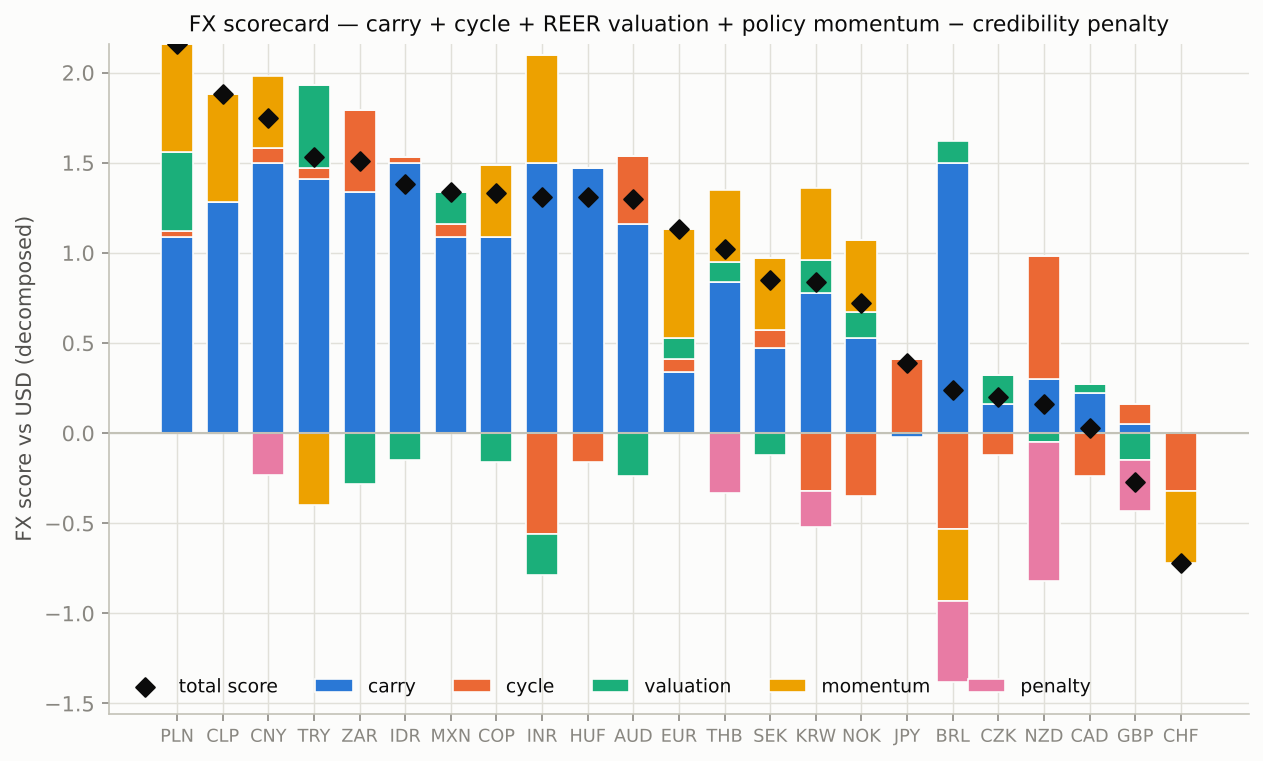 FX scorecard — carry + cycle + REER valuation + policy momentum − credibility penalty
FX score vs USD (decomposed)
2.0
1.5
1.0
0.5
0.0
−0.5
−1.0
−1.5
total score carry cycle valuation momentum penalty
PLN CLP CNY TRY ZAR IDR MXN COP INR HUF AUD EUR THB SEK KRW NOK JPY BRL CZK NZD CAD GBP CHF